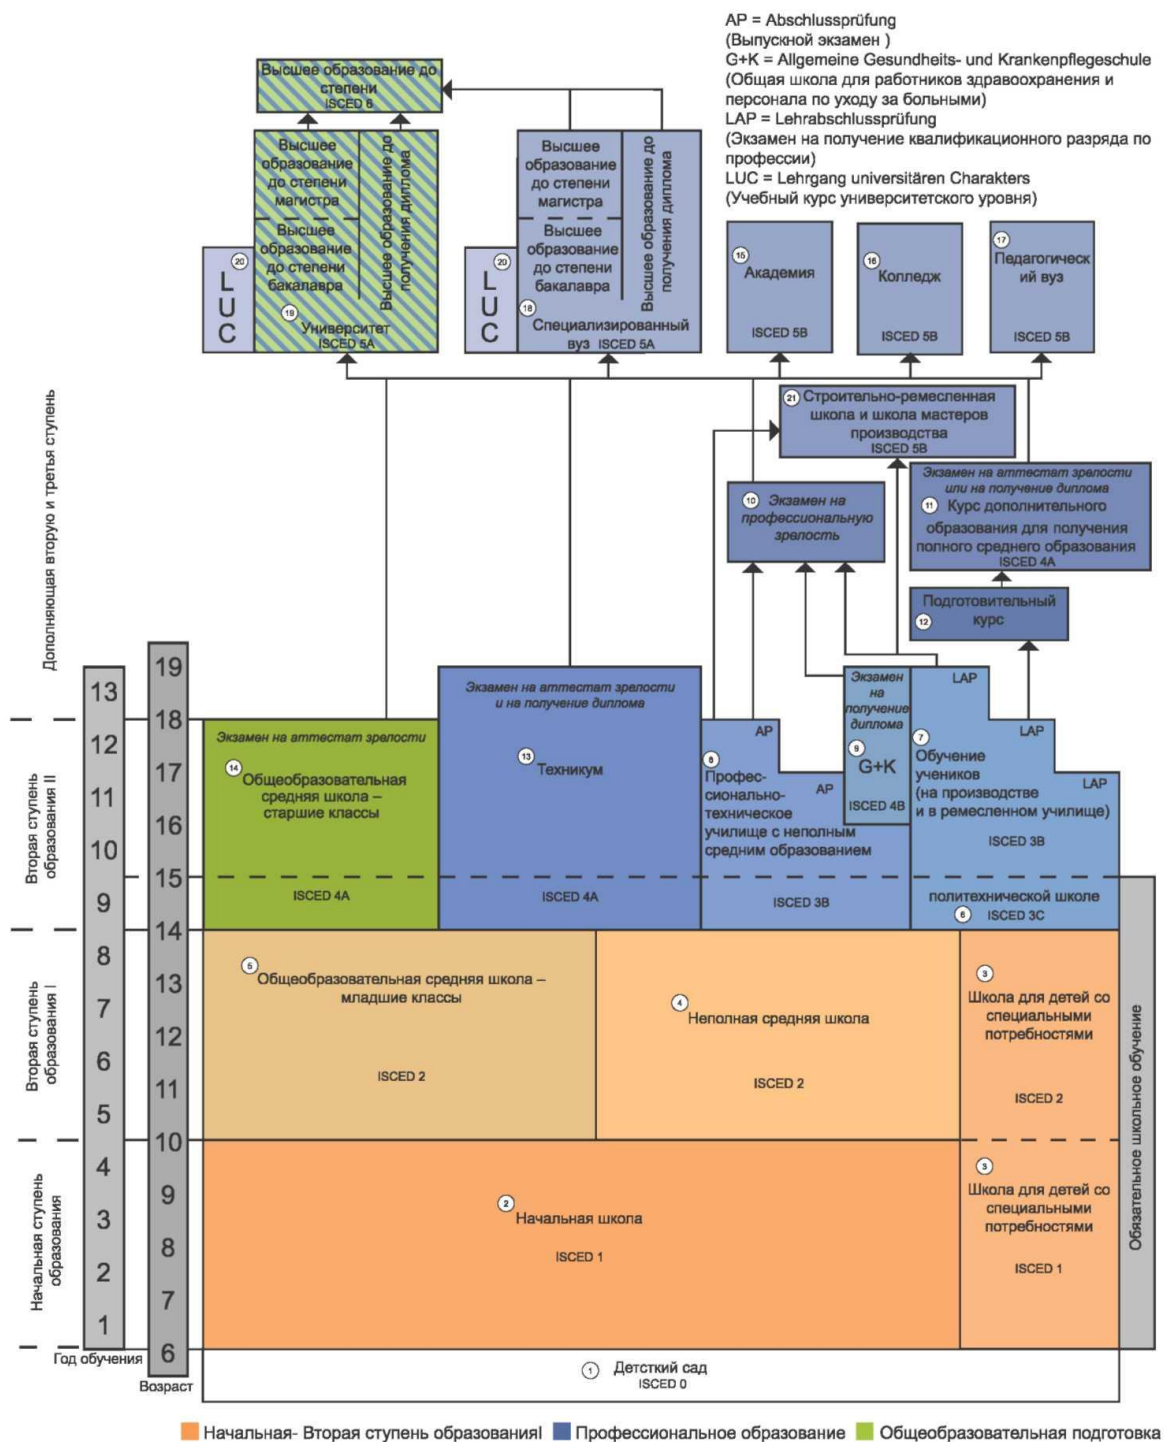 AP = Abschlussprüfung
(Выпускной экзамен )
G+K = Allgemeine Gesundheits- und Krankenpflegeschule
(Общая школа для работников здравоохранения и
персонала по уходу за больными)
LAP = Lehrabschlussprüfung
(Экзамен на получение квалификационного разряда по
профессии)
LUC = Lehrgang universitären Charakters
(Учебный курс университетского уровня)
Высшее образование до
степени
ISCED 6
Высшее
образование
до степени
магистра
Высшее
образование
до степени
бакалавра
Высшее образование до
получения диплома
20
L
U
C
19
Университет
ISCED 5A
Высшее
образование
до степени
магистра
Высшее
образование
до степени
бакалавра
Высшее образование до
получения диплома
20
L
U
C
18
Специализированный
вуз ISCED 5A
15
Академия
ISCED 5B
16
Колледж
ISCED 5B
17
Педагогическ
ий вуз
ISCED 5B
21 Строительно-ремесленная
школа и школа мастеров
производства
ISCED 5B
10 Экзамен на
профессиональную
зрелость
Экзамен на аттестат зрелости
или на получение диплома
11 Курс дополнительного
образования для получения
полного среднего образования
ISCED 4A
12
Подготовительный
курс
Дополняющая вторую и третья ступень
Вторая ступень
образования II
Вторая ступень
образования I
Начальная ступень
образования
13
12
11
10
9
8
7
6
5
4
3
2
1
Год обучения
19
18
17
16
15
14
13
12
11
10
9
8
7
6
Возраст
Экзамен на аттестат зрелости
14
Общеобразовательная
средняя школа –
старшие классы
ISCED 4A
Экзамен на аттестат зрелости
и на получение диплома
13
Техникум
ISCED 4A
AP
8
Профес-
сионально-
техническое
училище с неполным
средним образованием
AP
ISCED 3B
Экзамен
на
получение
диплома
9
G+K
ISCED 4B
LAP
7
Обучение
учеников
(на производстве
и в ремесленном училище)
LAP
LAP
ISCED 3B
политехнической школе
6 ISCED 3C
5
Общеобразовательная средняя школа –
младшие классы
ISCED 2
4
Неполная средняя школа
ISCED 2
3
Школа для детей со
специальными
потребностями
ISCED 2
2
Начальная школа
ISCED 1
3
Школа для детей со
специальными
потребностями
ISCED 1
Обязательное школьное обучение
1 Детсткий сад
ISCED 0
Начальная- Вторая ступень образованияI
Профессиональное образование
Общеобразовательная подготовка